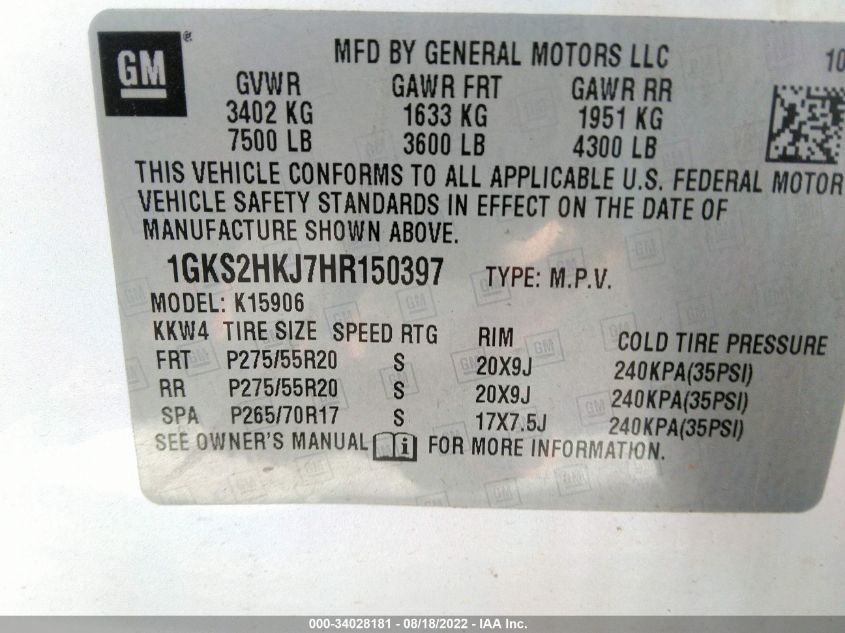 GM
MFD BY GENERAL MOTORS LLC 10
GVWR GAWR FRT GAWR RR
3402 KG 1633 KG 1951 KG
7500 LB 3600 LB 4300 LB
THIS VEHICLE CONFORMS TO ALL APPLICABLE U.S. FEDERAL MOTOR
VEHICLE SAFETY STANDARDS IN EFFECT ON THE DATE OF
MANUFACTURE SHOWN ABOVE.
1GKS2HKJ7HR150397 TYPE: M.P.V.
MODEL: K15906
KKW4 TIRE SIZE SPEED RTG RIM COLD TIRE PRESSURE
FRT P275/55R20 S 20X9J 240KPA(35PSI)
RR P275/55R20 S 20X9J 240KPA(35PSI)
SPA P265/70R17 S 17X7.5J 240KPA(35PSI)
SEE OWNER'S MANUAL i FOR MORE INFORMATION.
000-34028181 - 08/18/2022 - IAA Inc.